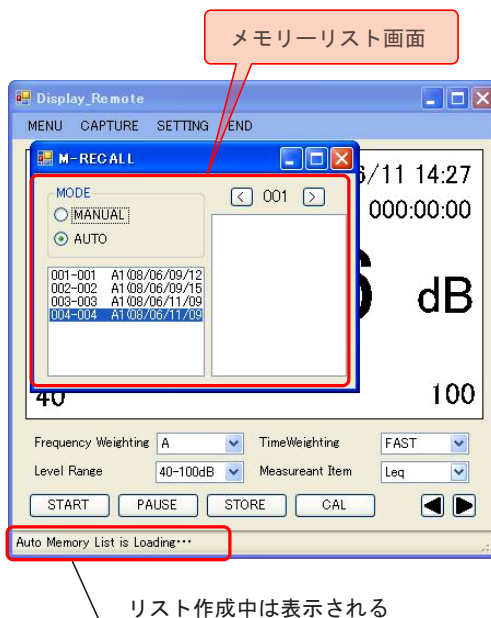 メモリーリスト画面
Display_Remote
MENU CAPTURE SETTING END
M-RECALL
/11 14:27
MODE
< 001 >
MANUAL
000:00:00
AUTO
001-001 A1(08/06/09/12
002-002 A1(08/06/09/15
003-003 A1(08/06/11/09
004-004 A1(08/06/11/09
dB
40 100
Frequency Weighting A TimeWeighting FAST
Level Range 40-100dB Measureant Item Leq
START PAUSE STORE CAL
Auto Memory List is Loading…
リスト作成中は表示される